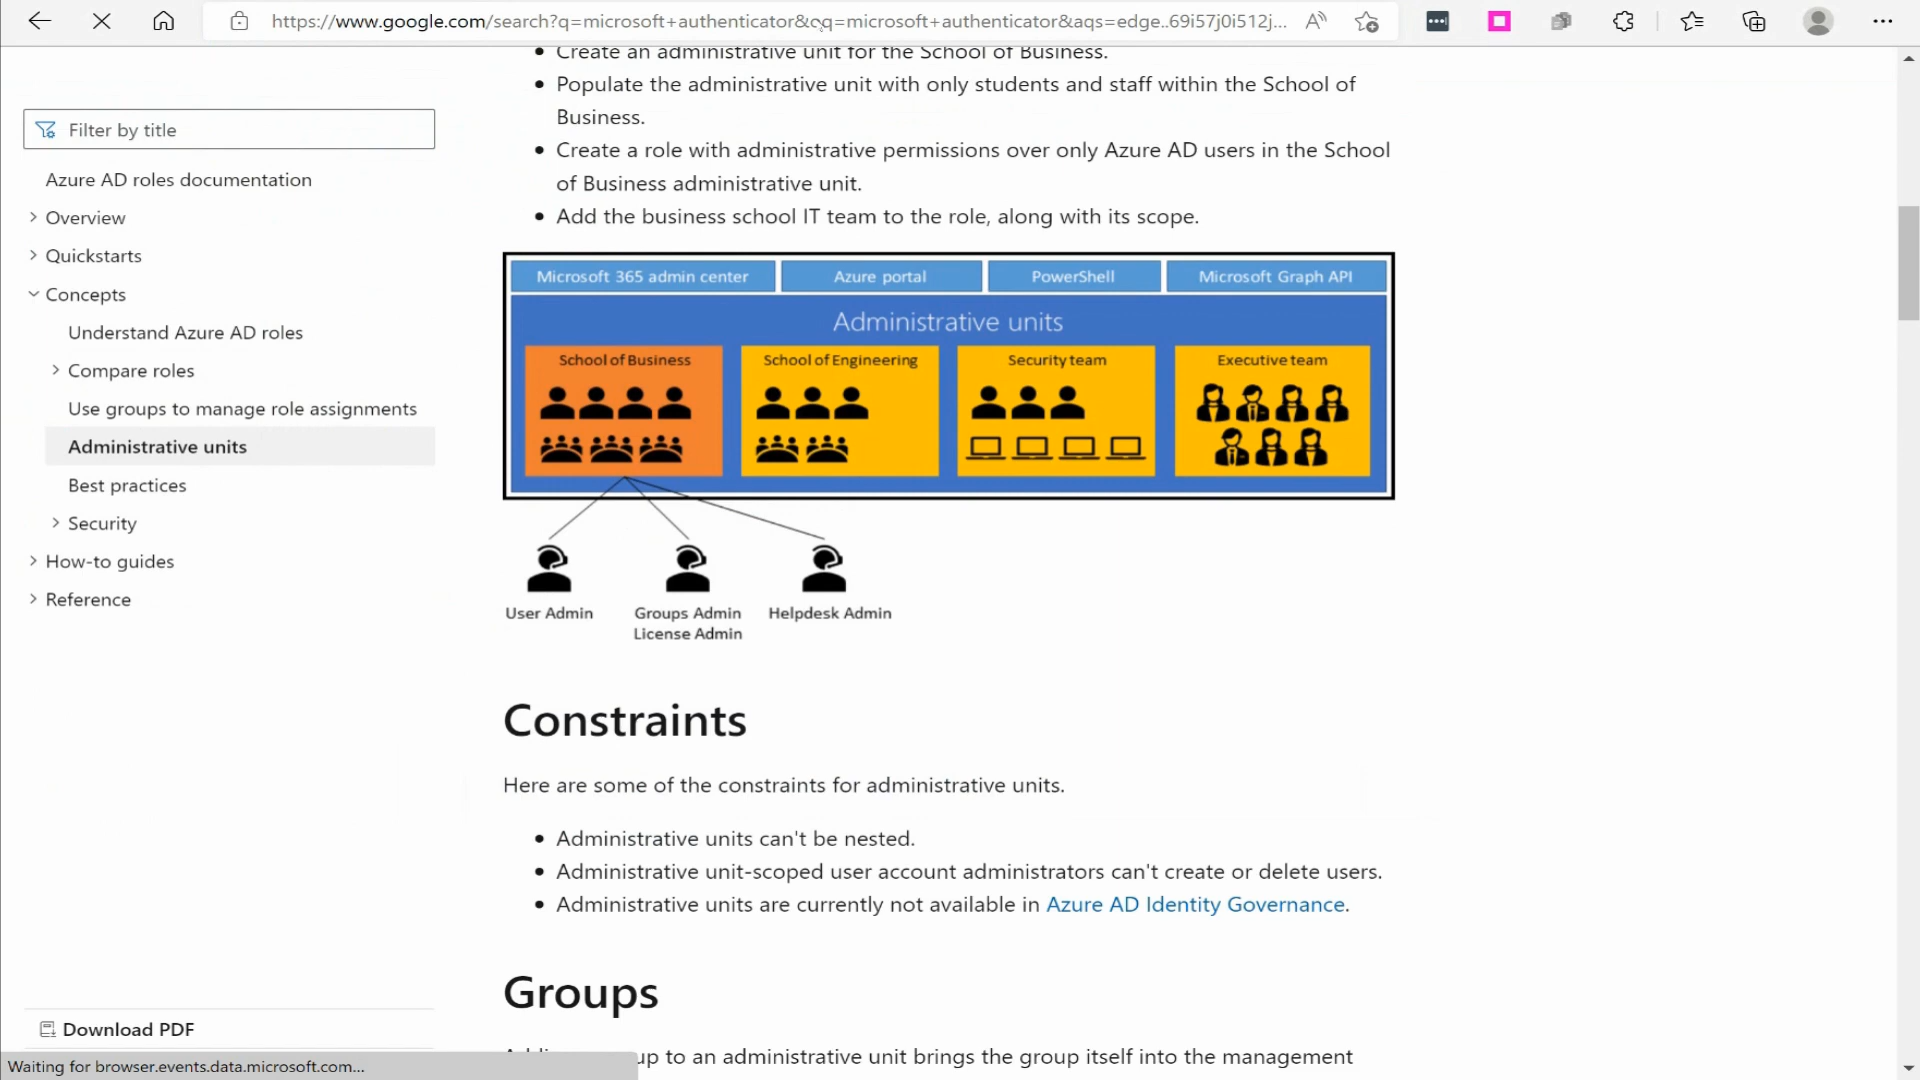 https://www.google.com/search?q=microsoft+authenticator&oq=microsoft+authenticator&aqs=edge..69i57j0i512j...
Filter by title
Azure AD roles documentation
Overview
Quickstarts
Concepts
Understand Azure AD roles
Compare roles
Use groups to manage role assignments
Administrative units
Best practices
Security
How-to guides
Reference
Download PDF
Create an administrative unit for the School of Business.
Populate the administrative unit with only students and staff within the School of
Business.
Create a role with administrative permissions over only Azure AD users in the School
of Business administrative unit.
Add the business school IT team to the role, along with its scope.
Microsoft 365 admin center
Azure portal
PowerShell
Microsoft Graph API
Administrative units
School of Business
School of Engineering
Security team
Executive team
User Admin
Groups Admin
License Admin
Helpdesk Admin
Constraints
Here are some of the constraints for administrative units.
Administrative units can't be nested.
Administrative unit-scoped user account administrators can't create or delete users.
Administrative units are currently not available in Azure AD Identity Governance.
Groups
up to an administrative unit brings the group itself into the management
Waiting for browser.events.data.microsoft.com...